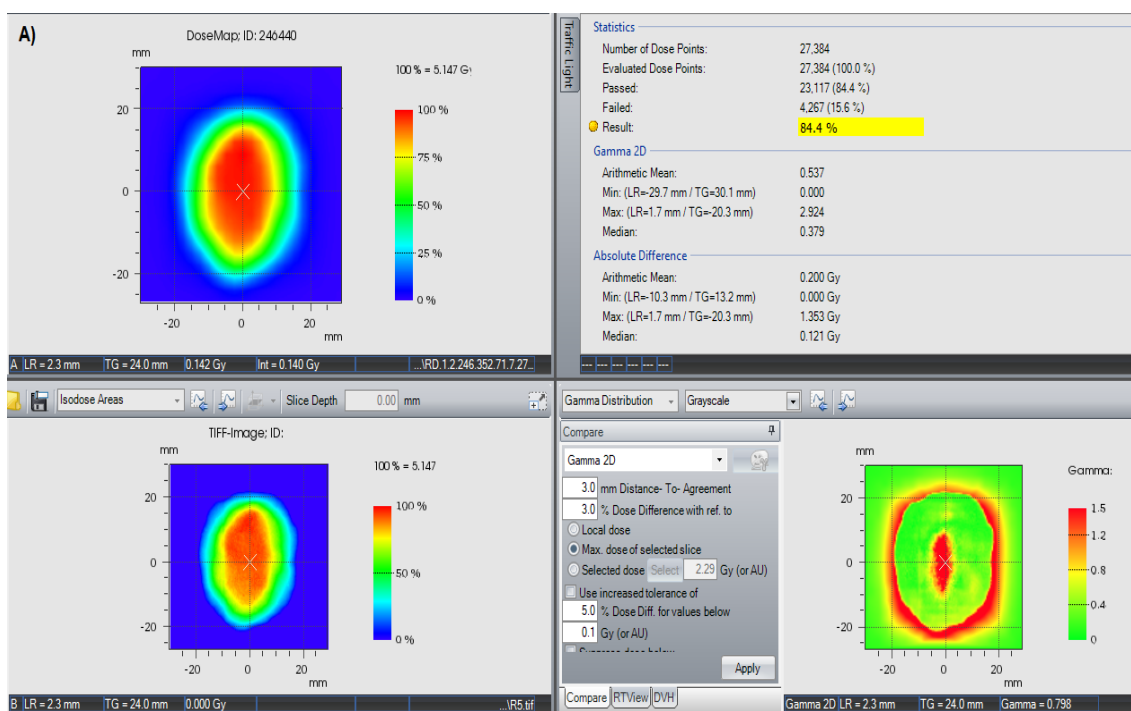 A)
DoseMap; ID: 246440
mm
100 % = 5.147 Gy
20
0
-20
-20 0 20
mm
100 %
75 %
50 %
25 %
0 %
A LR = 2.3 mm TG = 24.0 mm 0.142 Gy Int = 0.140 Gy ...\RD.1.2.246.352.71.7.27...
Traffic Light
Statistics
Number of Dose Points: 27,384
Evaluated Dose Points: 27,384 (100.0 %)
Passed: 23,117 (84.4 %)
Failed: 4,267 (15.6 %)
Result: 84.4 %
Gamma 2D
Arithmetic Mean: 0.537
Min: (LR=-29.7 mm / TG=30.1 mm) 0.000
Max: (LR=1.7 mm / TG=-20.3 mm) 2.924
Median: 0.379
Absolute Difference
Arithmetic Mean: 0.200 Gy
Min: (LR=-10.3 mm / TG=13.2 mm) 0.000 Gy
Max: (LR=1.7 mm / TG=-20.3 mm) 1.353 Gy
Median: 0.121 Gy
--- --- --- --- --- ---
Isodose Areas Slice Depth 0.00 mm
TIFF-Image; ID:
mm
100 % = 5.147
20
0
-20
-20 0 20
mm
100 %
50 %
0 %
B LR = 2.3 mm TG = 24.0 mm 0.000 Gy ...\R5.tif
Gamma Distribution Grayscale
Compare
Gamma 2D
3.0 mm Distance- To- Agreement
3.0 % Dose Difference with ref. to
Local dose
Max. dose of selected slice
Selected dose Select 2.29 Gy (or AU)
Use increased tolerance of
5.0 % Dose Diff. for values below
0.1 Gy (or AU)
Suppress dose below
Apply
Compare RTView DVH
mm
Gamma:
20
0
-20
-20 0 20
mm
1.5
1.2
0.8
0.4
0
Gamma 2D LR = 2.3 mm TG = 24.0 mm Gamma = 0.798